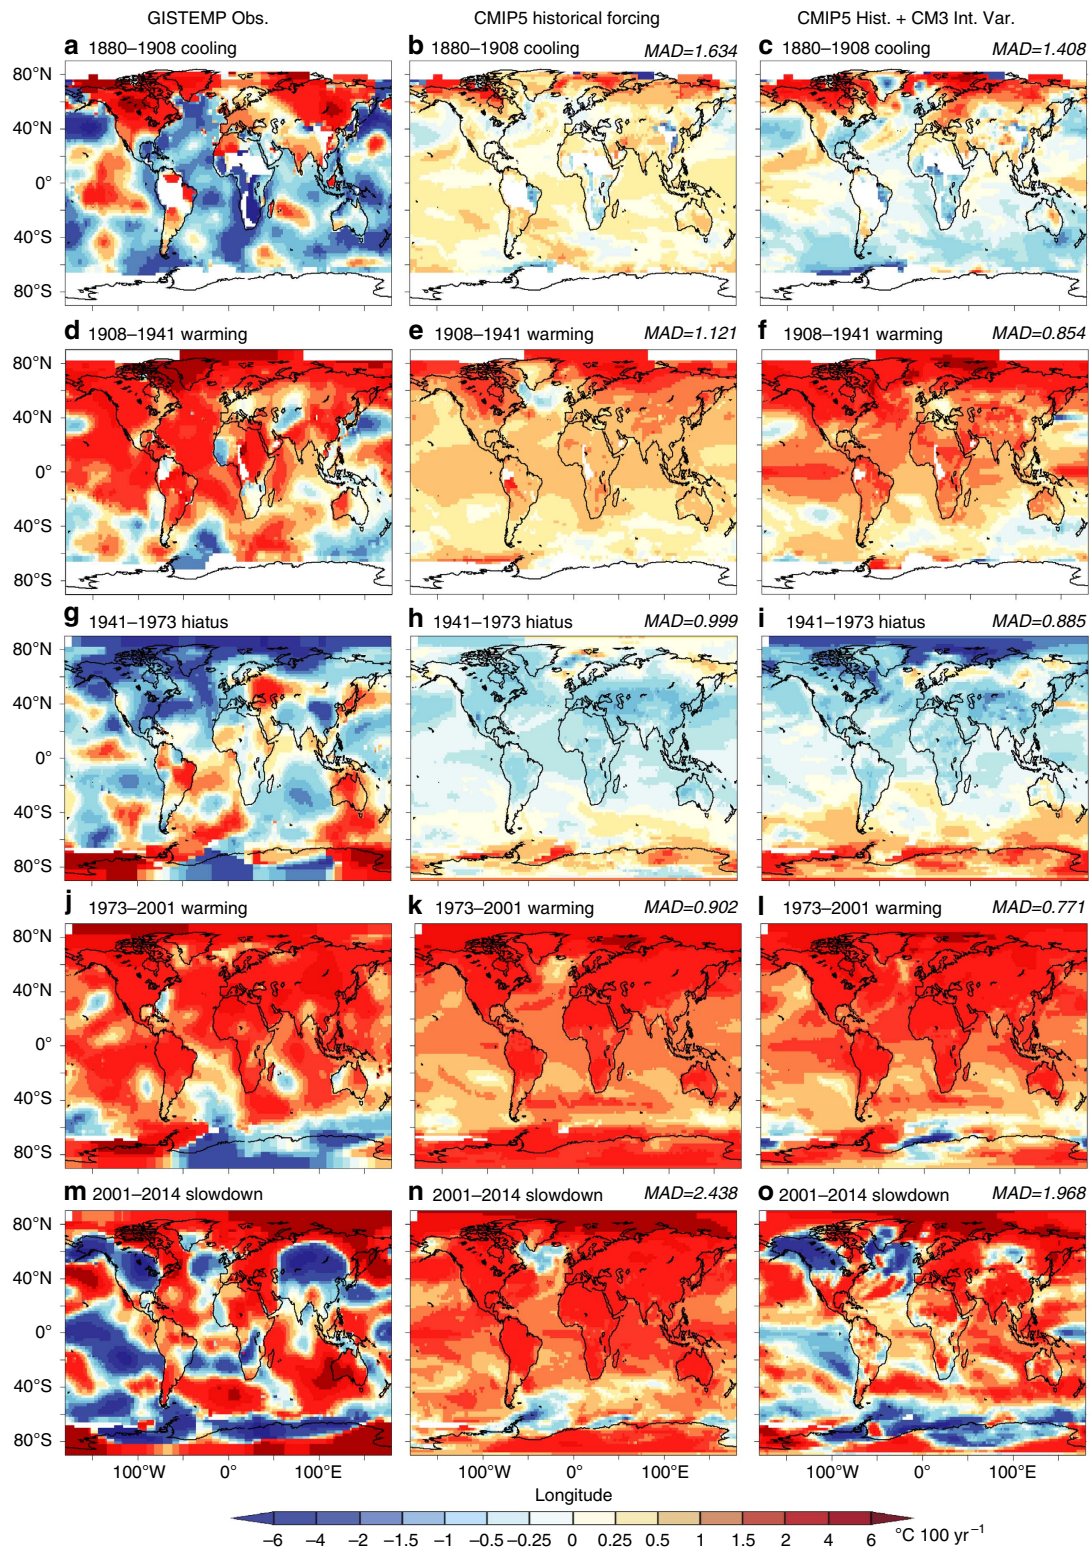 GISTEMP Obs. CMIP5 historical forcing CMIP5 Hist. + CM3 Int. Var.
a 1880–1908 cooling b 1880–1908 cooling MAD=1.634 c 1880–1908 cooling MAD=1.408
80°N
40°N
0°
40°S
80°S
d 1908–1941 warming e 1908–1941 warming MAD=1.121 f 1908–1941 warming MAD=0.854
80°N
40°N
0°
40°S
80°S
g 1941–1973 hiatus h 1941–1973 hiatus MAD=0.999 i 1941–1973 hiatus MAD=0.885
80°N
40°N
0°
40°S
80°S
j 1973–2001 warming k 1973–2001 warming MAD=0.902 l 1973–2001 warming MAD=0.771
80°N
40°N
0°
40°S
80°S
m 2001–2014 slowdown n 2001–2014 slowdown MAD=2.438 o 2001–2014 slowdown MAD=1.968
80°N
40°N
0°
40°S
80°S
100°W 0° 100°E 100°W 0° 100°E 100°W 0° 100°E
Longitude
−6 −4 −2 −1.5 −1 −0.5 −0.25 0 0.25 0.5 1 1.5 2 4 6 °C 100 yr−1